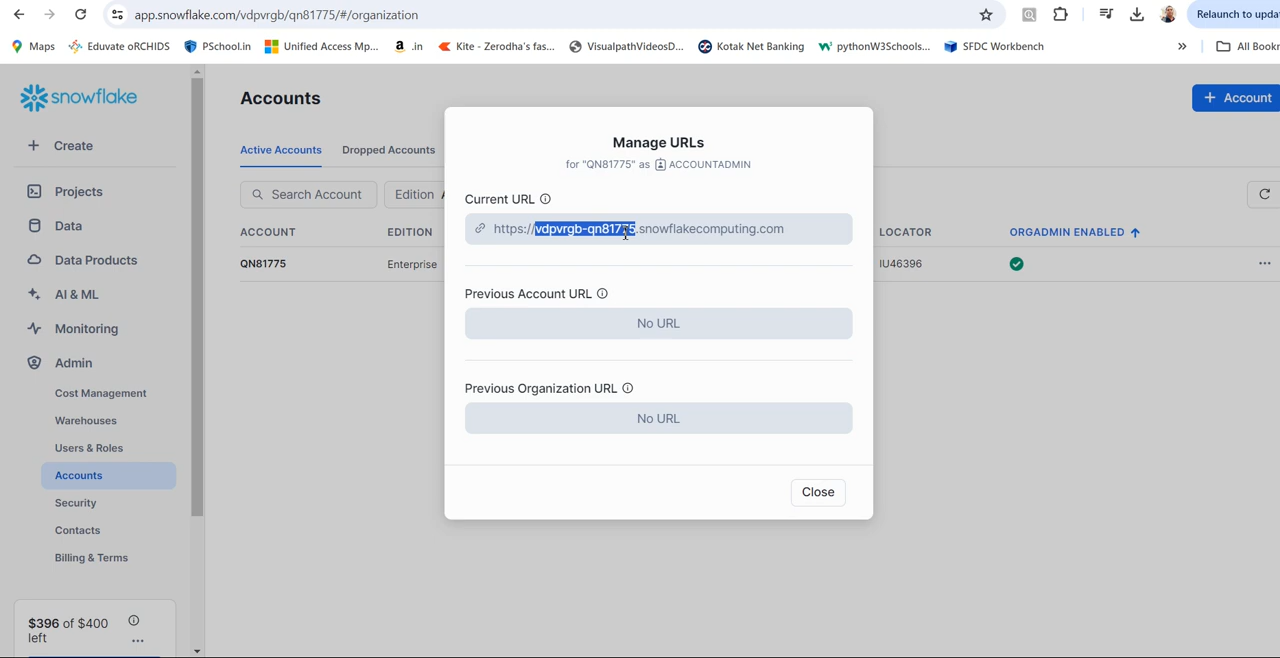 app.snowflake.com/vdpvrgb/qn81775/#/organization
Relaunch to upda
Maps
Eduvate oRCHIDS
PSchool.in
Unified Access Mp...
.in
Kite - Zerodha's fas...
VisualpathVideosD...
Kotak Net Banking
pythonW3Schools...
SFDC Workbench
»
All Bookr
snowflake
Create
Projects
Data
Data Products
AI & ML
Monitoring
Admin
Cost Management
Warehouses
Users & Roles
Accounts
Security
Contacts
Billing & Terms
$396 of $400
left
Accounts
+ Account
Active Accounts
Dropped Accounts
Search Account
Edition A
ACCOUNT
EDITION
LOCATOR
ORGADMIN ENABLED
QN81775
Enterprise
IU46396
Manage URLs
for "QN81775" as ACCOUNTADMIN
Current URL
https://vdpvrgb-qn81775.snowflakecomputing.com
Previous Account URL
No URL
Previous Organization URL
No URL
Close